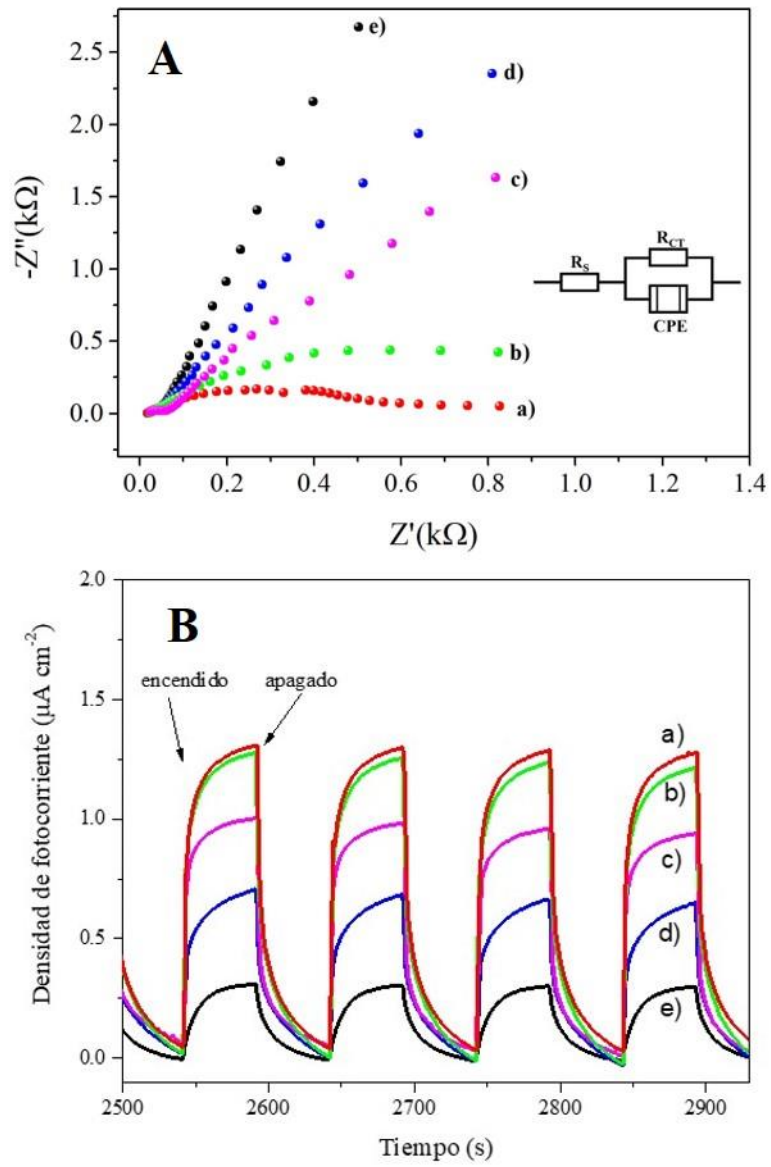 A
e)
2.5
d)
2.0
c)
1.5
-Z''(kΩ)
1.0
R_CT
R_S
CPE
0.5
b)
a)
0.0
0.0 0.2 0.4 0.6 0.8 1.0 1.2 1.4
Z'(kΩ)
2.0
B
encendido apagado
1.5
a)
b)
1.0
c)
Densidad de fotocorriente (µA cm⁻²)
0.5
d)
e)
0.0
2500 2600 2700 2800 2900
Tiempo (s)